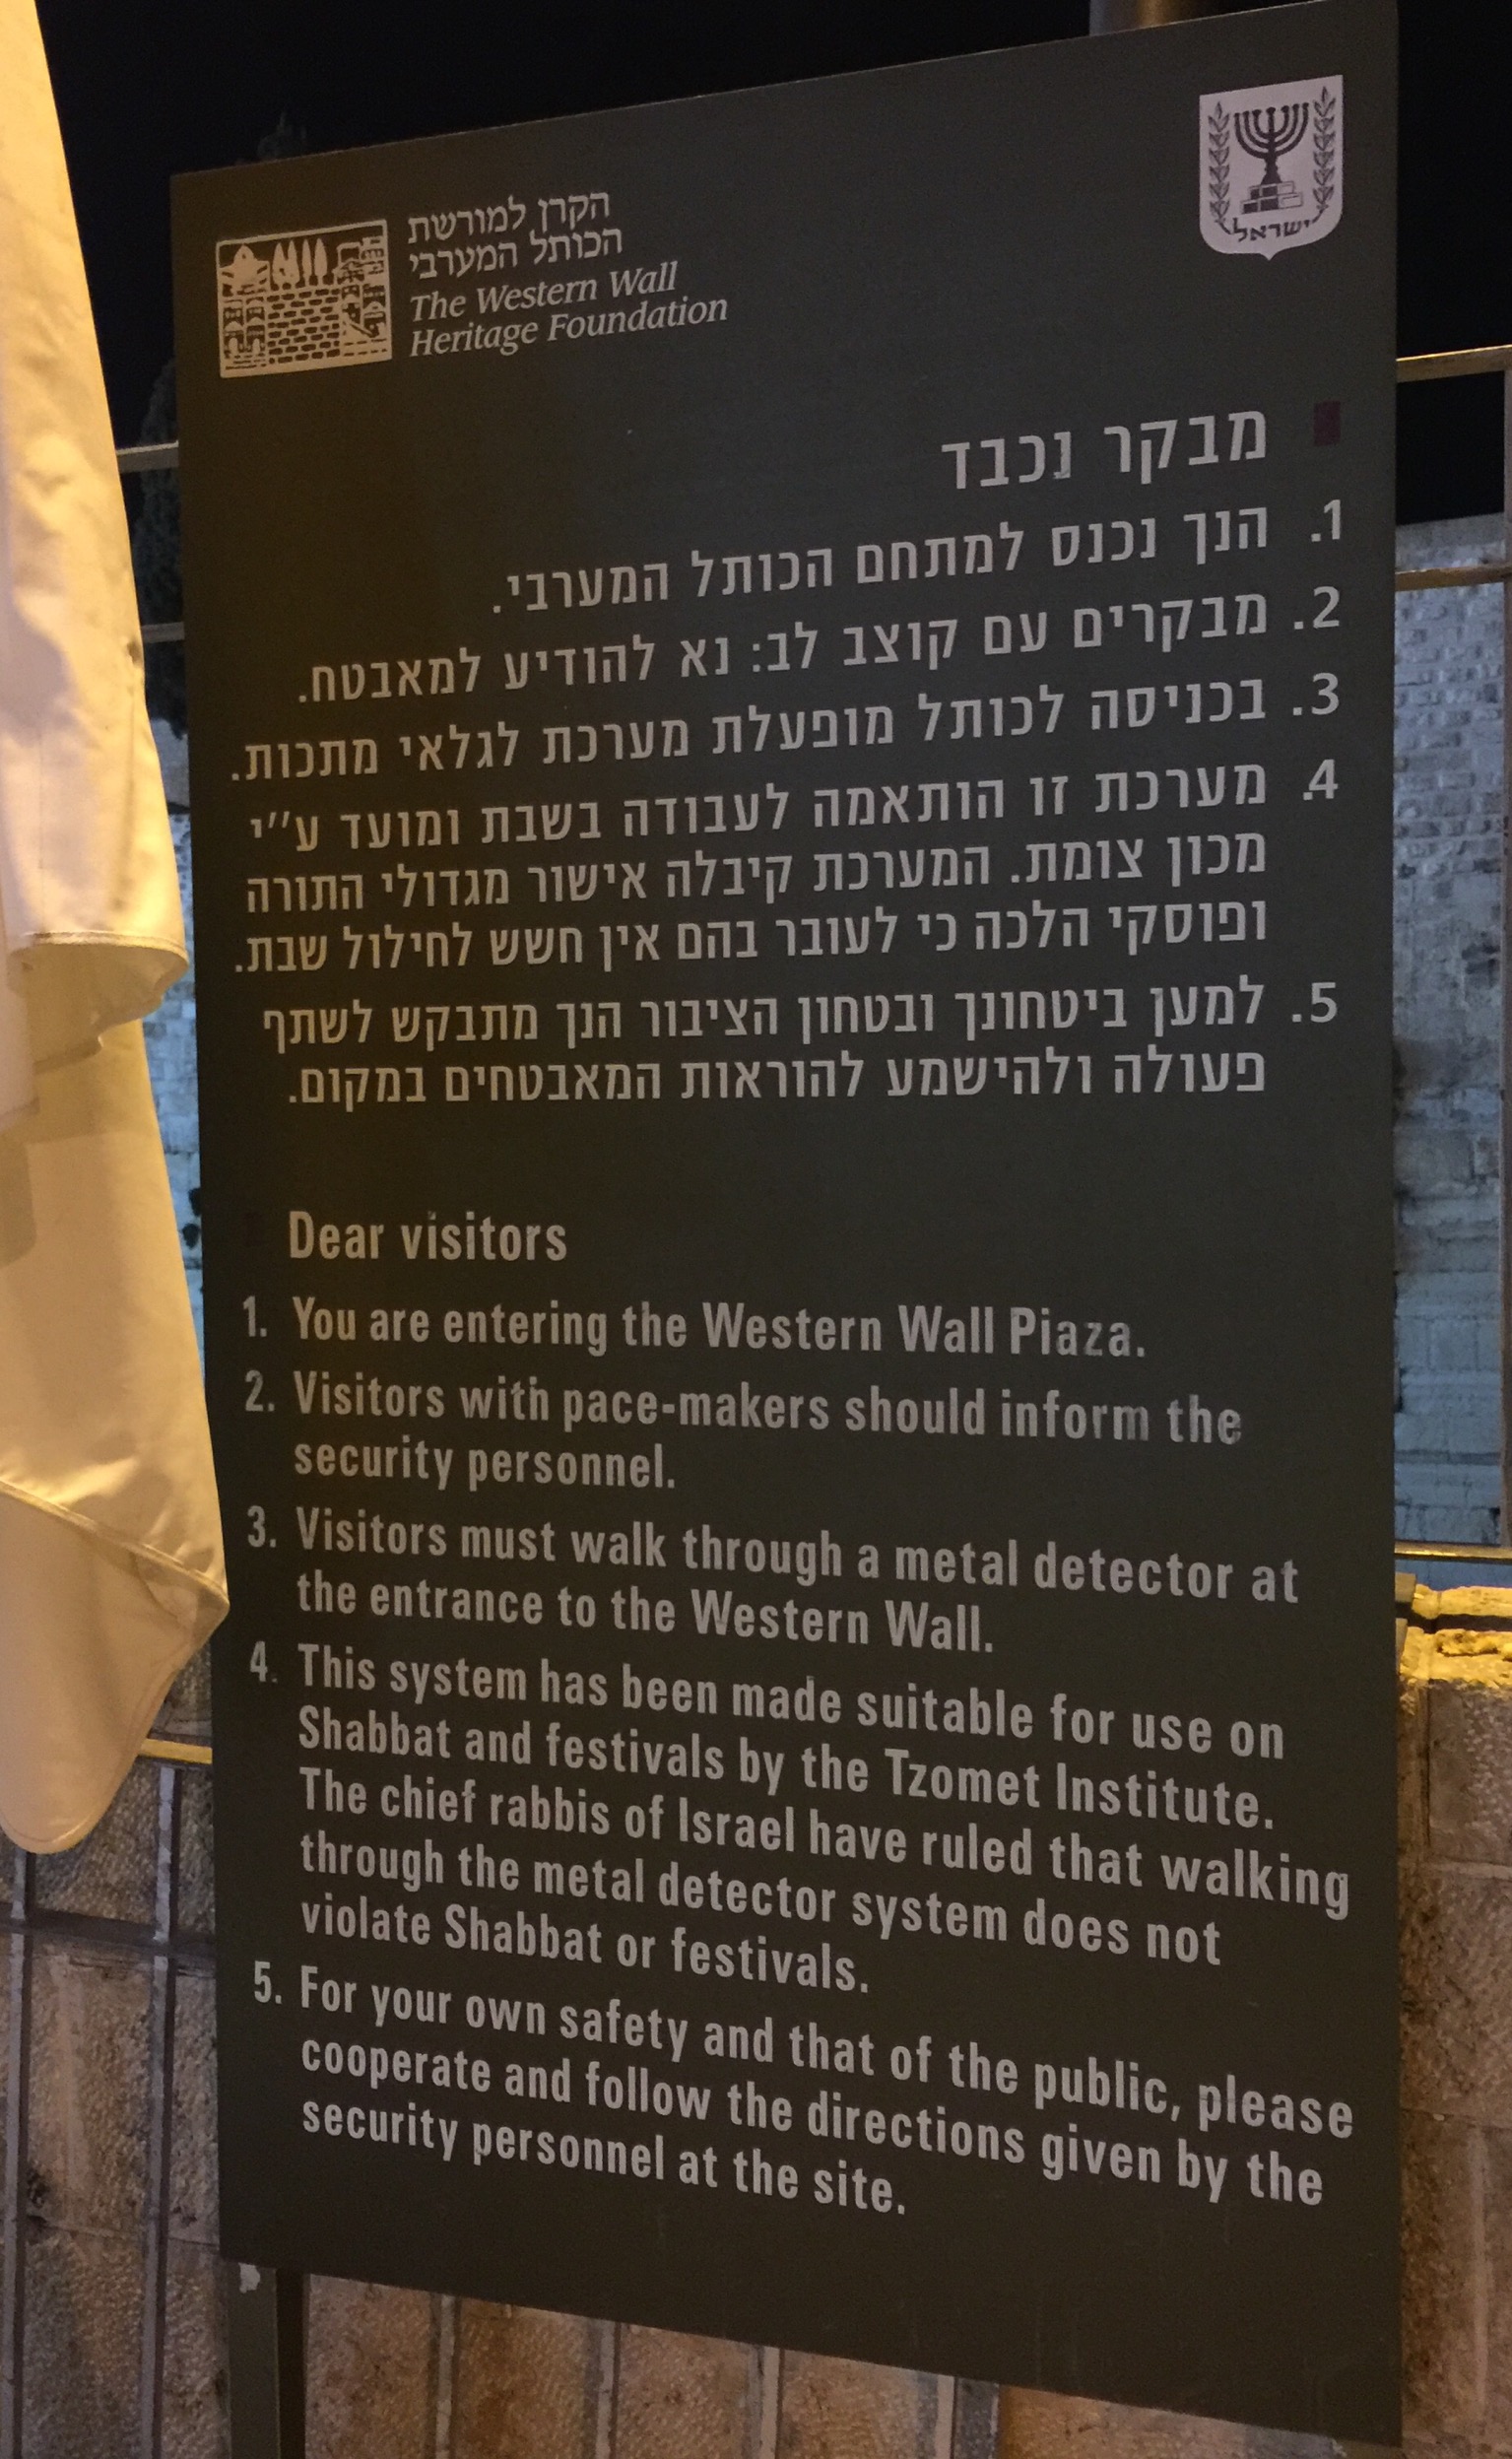 הקרן למורשת
הכותל המערבי
The Western Wall
Heritage Foundation
ישראל
מבקר נכבד
1. הנך נכנס למתחם הכותל המערבי.
2. מבקרים עם קוצב לב: נא להודיע למאבטח.
3. בכניסה לכותל מופעלת מערכת לגלאי מתכות.
4. מערכת זו הותאמה לעבודה בשבת ומועד ע''י
מכון צומת. המערכת קיבלה אישור מגדולי התורה
ופוסקי הלכה כי לעובר בהם אין חשש לחילול שבת.
5. למען ביטחונך ובטחון הציבור הנך מתבקש לשתף
פעולה ולהישמע להוראות המאבטחים במקום.
Dear visitors
1. You are entering the Western Wall Piaza.
2. Visitors with pace-makers should inform the
security personnel.
3. Visitors must walk through a metal detector at
the entrance to the Western Wall.
4. This system has been made suitable for use on
Shabbat and festivals by the Tzomet Institute.
The chief rabbis of Israel have ruled that walking
through the metal detector system does not
violate Shabbat or festivals.
5. For your own safety and that of the public, please
cooperate and follow the directions given by the
security personnel at the site.